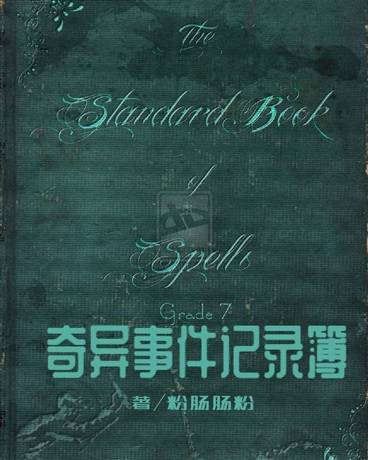 The
Standard Book
of
Spells
Grade 7
奇异事件记录簿
著/粉肠肠粉